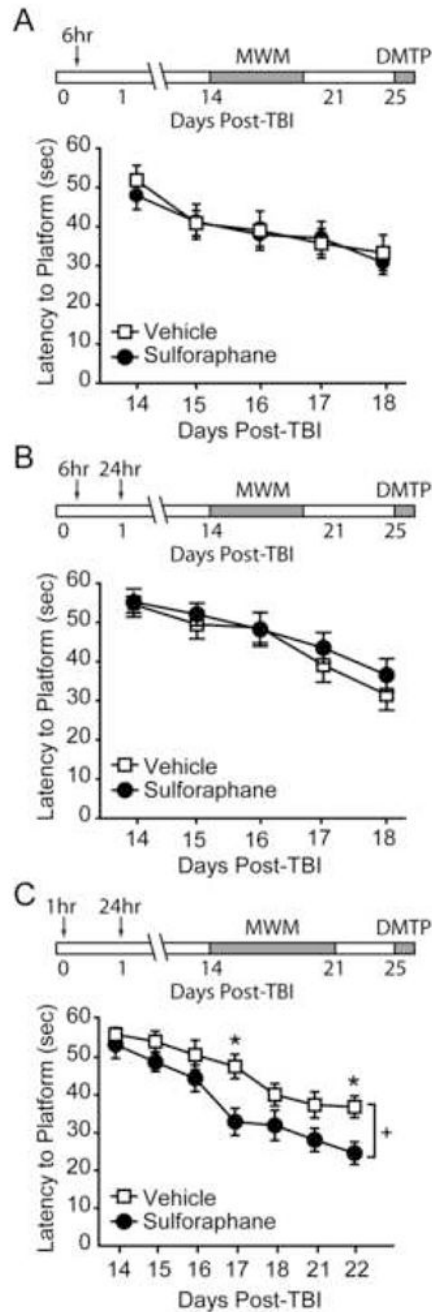 A
6hr
MWM DMTP
0 1 14 21 25
Days Post-TBI
Latency to Platform (sec)
60
50
40
30
20
10
0
Vehicle
Sulforaphane
14 15 16 17 18
Days Post-TBI
B
6hr 24hr
MWM DMTP
0 1 14 21 25
Days Post-TBI
Latency to Platform (sec)
60
50
40
30
20
10
0
Vehicle
Sulforaphane
14 15 16 17 18
Days Post-TBI
C
1hr 24hr
MWM DMTP
0 1 14 21 25
Days Post-TBI
Latency to Platform (sec)
60
50
40
30
20
10
0
* *
+
Vehicle
Sulforaphane
14 15 16 17 18 21 22
Days Post-TBI